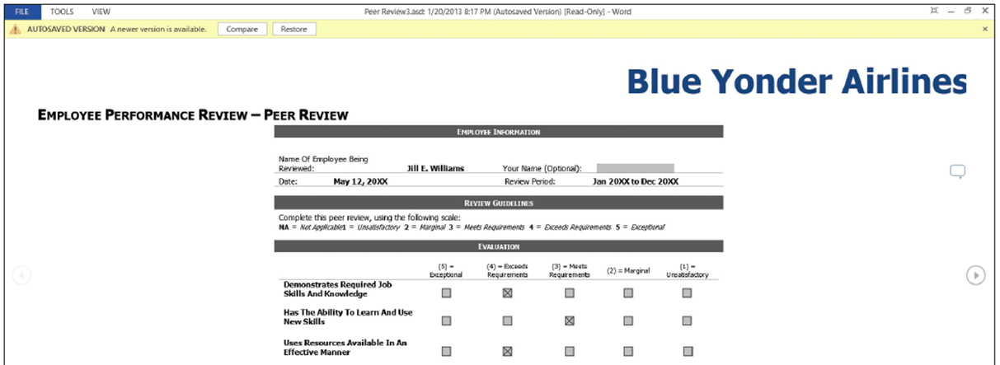 FILE TOOLS VIEW Peer Review3.asd: 1/20/2013 8:17 PM (Autosaved Version) [Read-Only] - Word
AUTOSAVED VERSION A newer version is available. Compare Restore
Blue Yonder Airlines
EMPLOYEE PERFORMANCE REVIEW – PEER REVIEW
EMPLOYEE INFORMATION
Name Of Employee Being
Reviewed: Jill E. Williams Your Name (Optional):
Date: May 12, 20XX Review Period: Jan 20XX to Dec 20XX
REVIEW GUIDELINES
Complete this peer review, using the following scale:
NA = Not Applicable1 = Unsatisfactory 2 = Marginal 3 = Meets Requirements 4 = Exceeds Requirements 5 = Exceptional
EVALUATION
(5) = (4) = Exceeds (3) = Meets (2) = Marginal (1) =
Exceptional Requirements Requirements Unsatisfactory
Demonstrates Required Job
Skills And Knowledge
Has The Ability To Learn And Use
New Skills
Uses Resources Available In An
Effective Manner